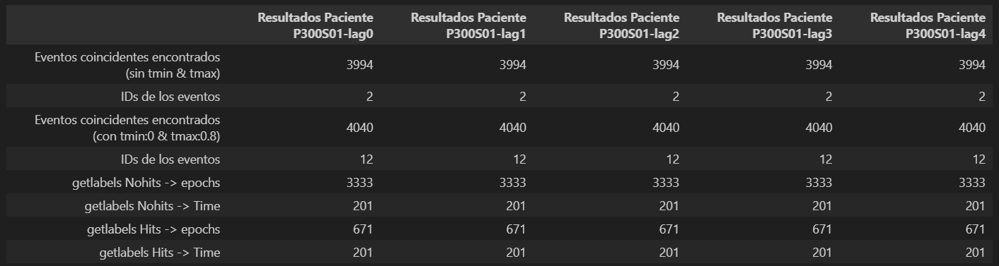 Resultados Paciente Resultados Paciente Resultados Paciente Resultados Paciente Resultados Paciente
P300S01-lag0 P300S01-lag1 P300S01-lag2 P300S01-lag3 P300S01-lag4
Eventos coincidentes encontrados
(sin tmin & tmax) 3994 3994 3994 3994 3994
IDs de los eventos 2 2 2 2 2
Eventos coincidentes encontrados
(con tmin:0 & tmax:0.8) 4040 4040 4040 4040 4040
IDs de los eventos 12 12 12 12 12
getlabels Nohits -> epochs 3333 3333 3333 3333 3333
getlabels Nohits -> Time 201 201 201 201 201
getlabels Hits -> epochs 671 671 671 671 671
getlabels Hits -> Time 201 201 201 201 201